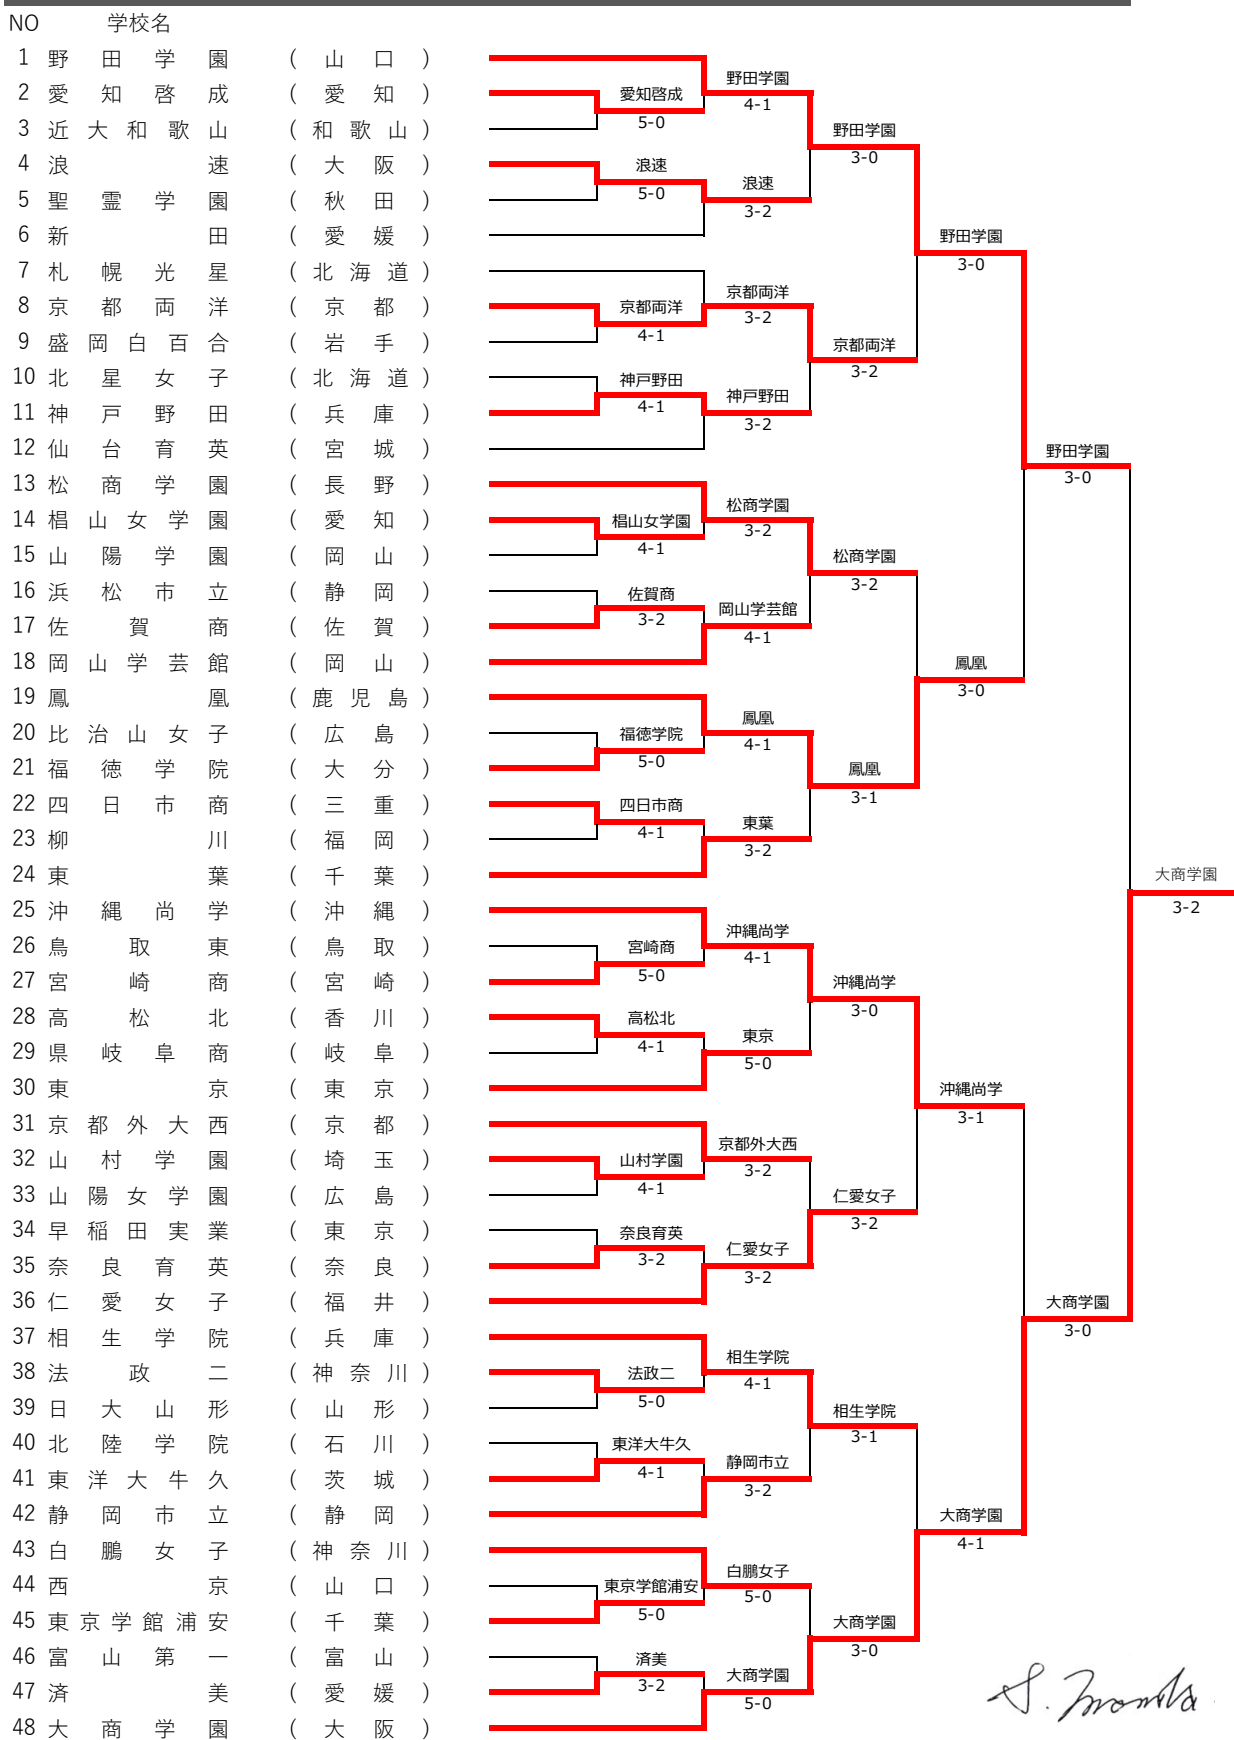 NO 学校名
1 野田学園 (山口)
2 愛知啓成 (愛知)
3 近大和歌山 (和歌山)
4 浪速 (大阪)
5 聖霊学園 (秋田)
6 新田 (愛媛)
7 札幌光星 (北海道)
8 京都両洋 (京都)
9 盛岡白百合 (岩手)
10 北星女子 (北海道)
11 神戸野田 (兵庫)
12 仙台育英 (宮城)
13 松商学園 (長野)
14 椙山女学園 (愛知)
15 山陽学園 (岡山)
16 浜松市立 (静岡)
17 佐賀商 (佐賀)
18 岡山学芸館 (岡山)
19 鳳凰 (鹿児島)
20 比治山女子 (広島)
21 福徳学院 (大分)
22 四日市商 (三重)
23 柳川 (福岡)
24 東葉 (千葉)
25 沖縄尚学 (沖縄)
26 鳥取東 (鳥取)
27 宮崎商 (宮崎)
28 高松北 (香川)
29 県岐阜商 (岐阜)
30 東京 (東京)
31 京都外大西 (京都)
32 山村学園 (埼玉)
33 山陽女学園 (広島)
34 早稲田実業 (東京)
35 奈良育英 (奈良)
36 仁愛女子 (福井)
37 相生学院 (兵庫)
38 法政二 (神奈川)
39 日大山形 (山形)
40 北陸学院 (石川)
41 東洋大牛久 (茨城)
42 静岡市立 (静岡)
43 白鵬女子 (神奈川)
44 西京 (山口)
45 東京学館浦安 (千葉)
46 富山第一 (富山)
47 済美 (愛媛)
48 大商学園 (大阪)
愛知啓成
5-0
浪速
5-0
京都両洋
4-1
神戸野田
4-1
椙山女学園
4-1
佐賀商
3-2
福徳学院
5-0
四日市商
4-1
宮崎商
5-0
高松北
4-1
山村学園
4-1
奈良育英
3-2
法政二
5-0
東洋大牛久
4-1
東京学館浦安
5-0
済美
3-2
野田学園
4-1
浪速
3-2
京都両洋
3-2
神戸野田
3-2
松商学園
3-2
岡山学芸館
4-1
鳳凰
4-1
東葉
3-2
沖縄尚学
4-1
東京
5-0
京都外大西
3-2
仁愛女子
3-2
相生学院
4-1
静岡市立
3-2
白鵬女子
5-0
大商学園
5-0
野田学園
3-0
京都両洋
3-2
松商学園
3-2
鳳凰
3-1
沖縄尚学
3-0
仁愛女子
3-2
相生学院
3-1
大商学園
3-0
野田学園
3-0
鳳凰
3-0
沖縄尚学
3-1
大商学園
4-1
野田学園
3-0
大商学園
3-0
大商学園
3-2